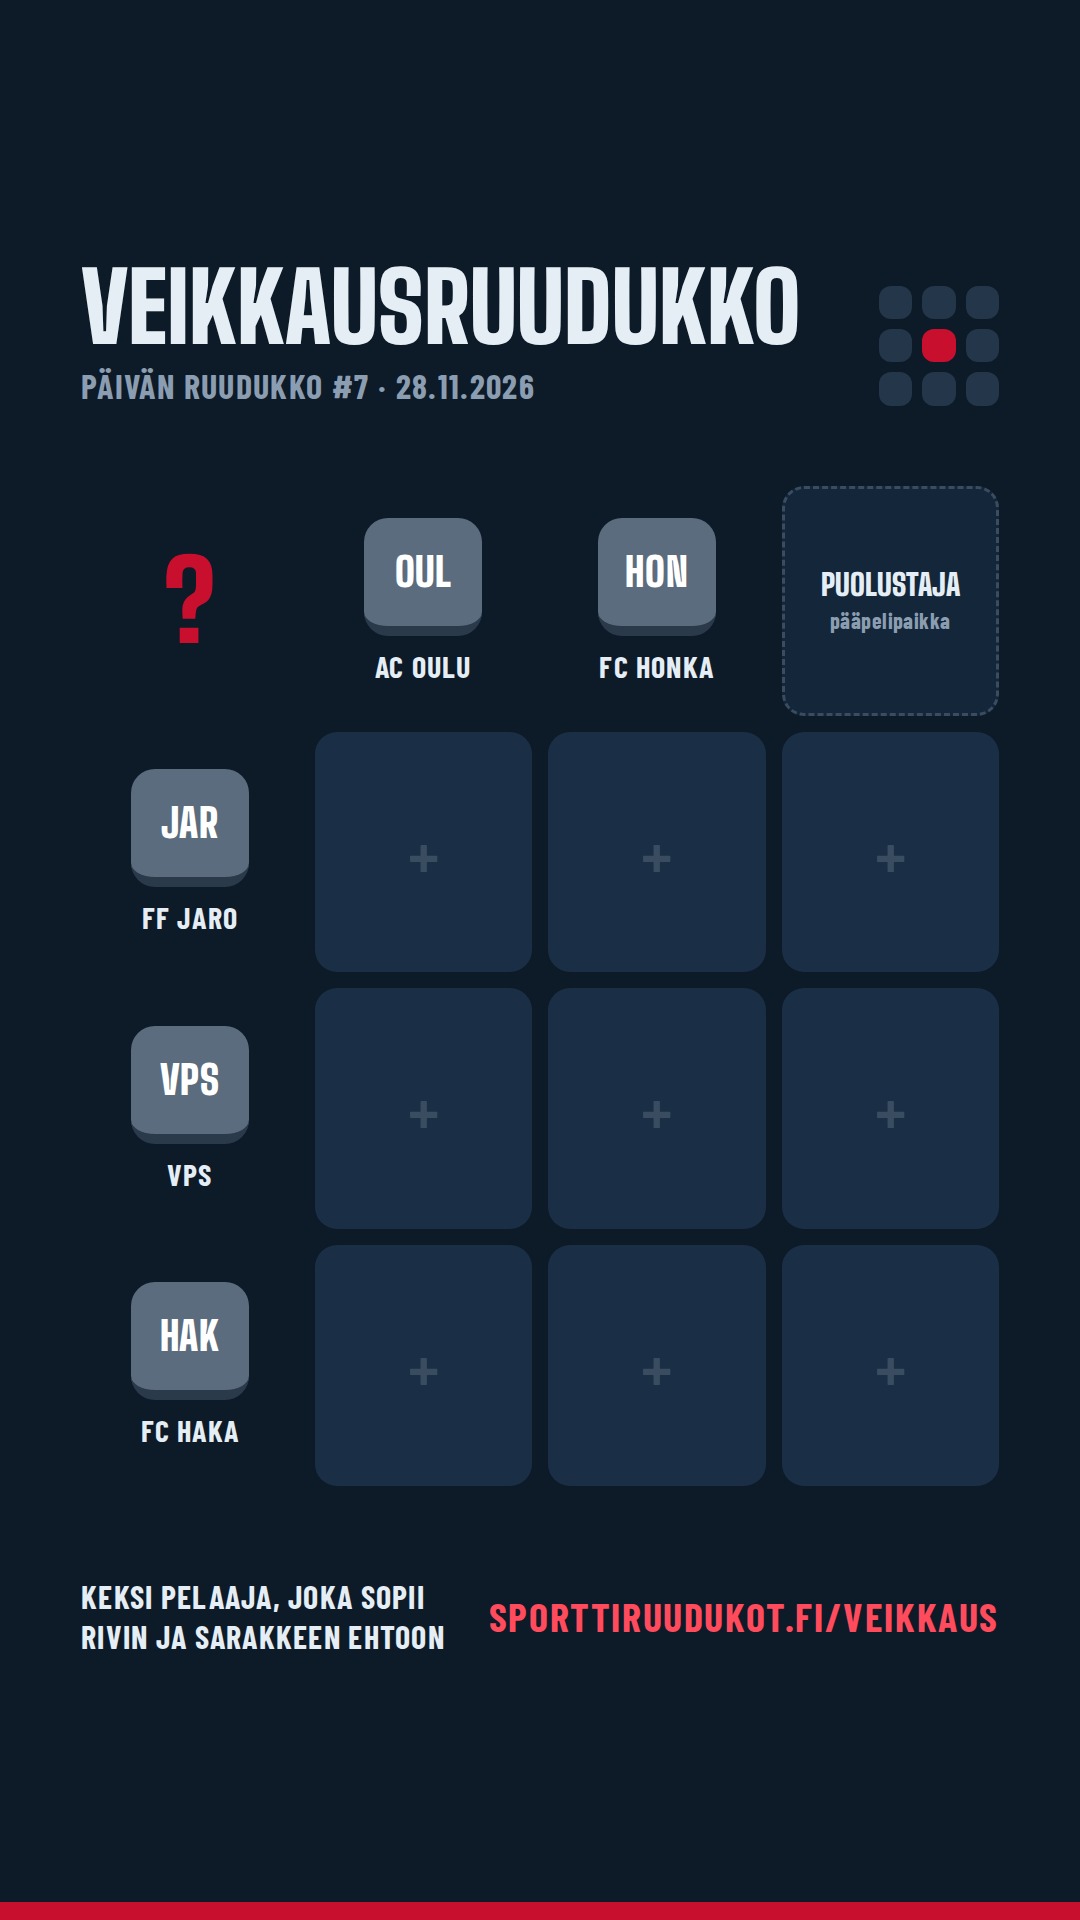 VEIKKAUSRUUDUKKO
PÄIVÄN RUUDUKKO #7 · 28.11.2026
?
OUL
HON
PUOLUSTAJA
pääpelipaikka
AC OULU
FC HONKA
JAR
+
+
+
FF JARO
VPS
+
+
+
VPS
HAK
+
+
+
FC HAKA
KEKSI PELAAJA, JOKA SOPII
RIVIN JA SARAKKEEN EHTOON
SPORTTIRUUDUKOT.FI/VEIKKAUS